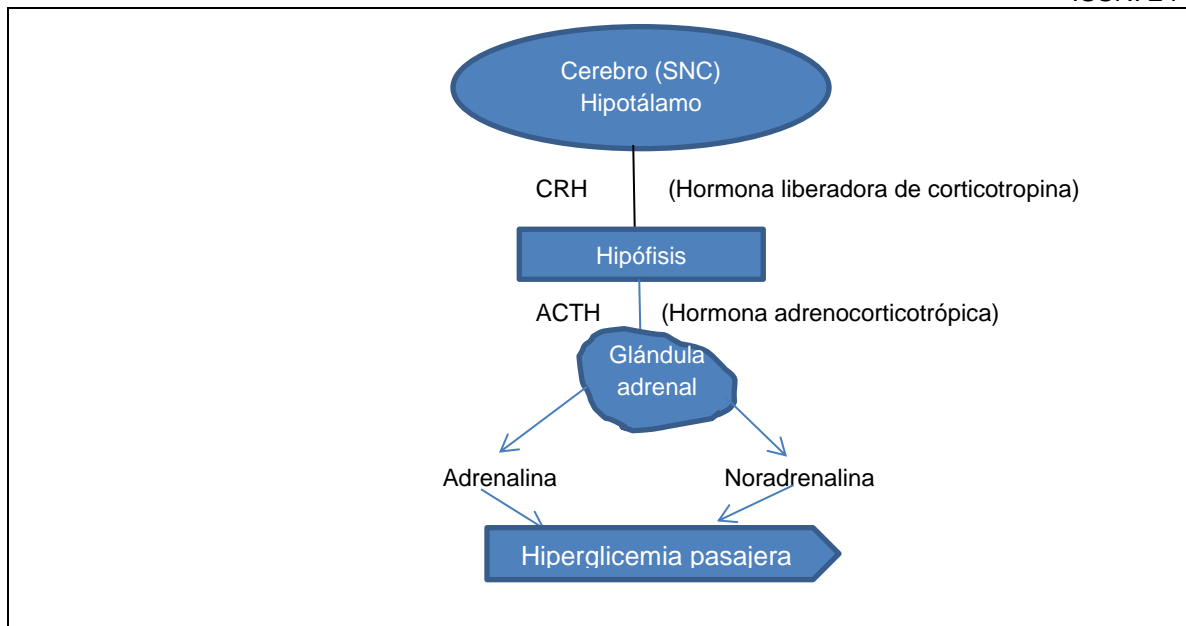 Cerebro (SNC)
Hipotálamo
CRH (Hormona liberadora de corticotropina)
Hipófisis
ACTH (Hormona adrenocorticotrópica)
Glándula
adrenal
Adrenalina Noradrenalina
Hiperglicemia pasajera